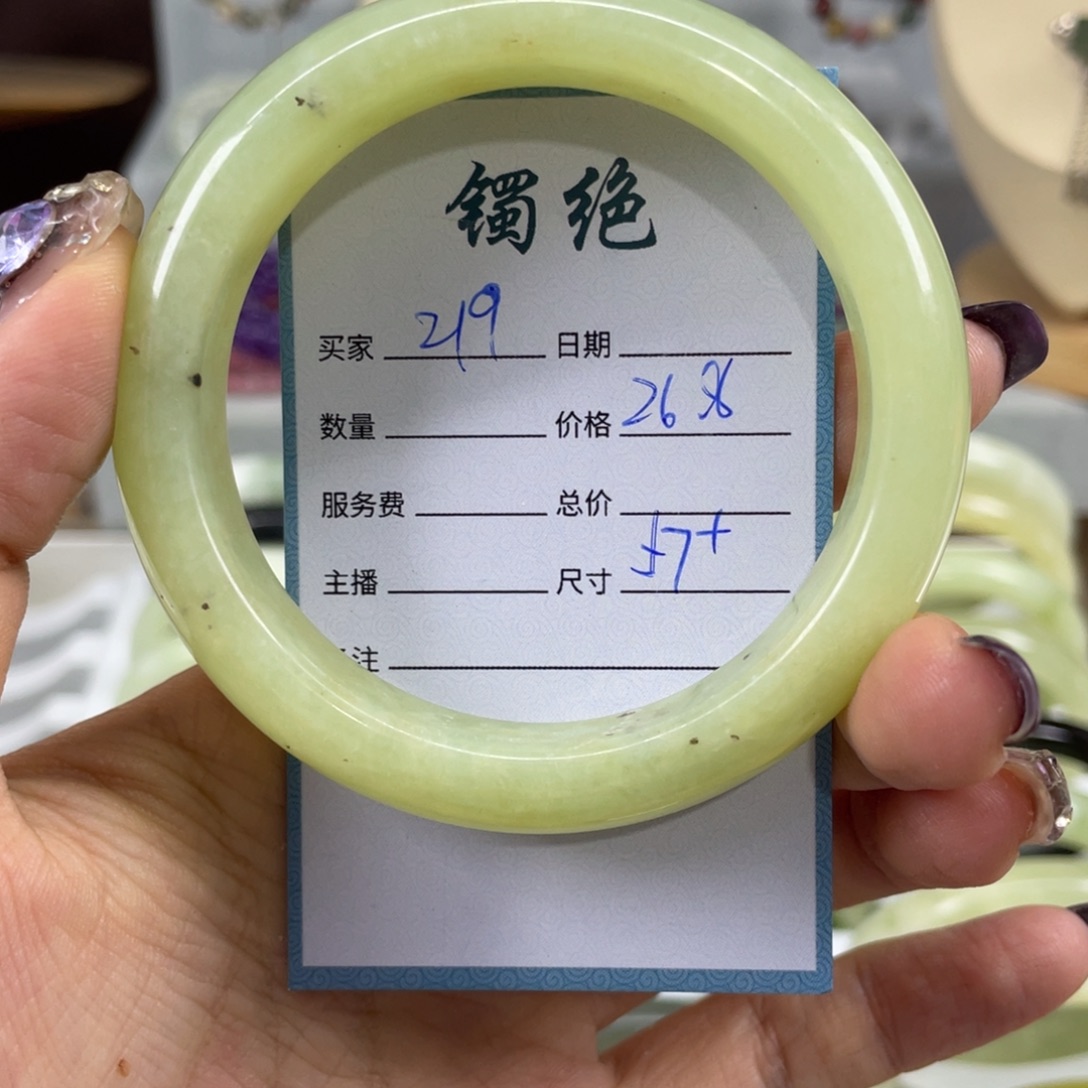 镯绝
买家 219 日期
数量 价格
服务费 总价
主播 尺寸 57+
注